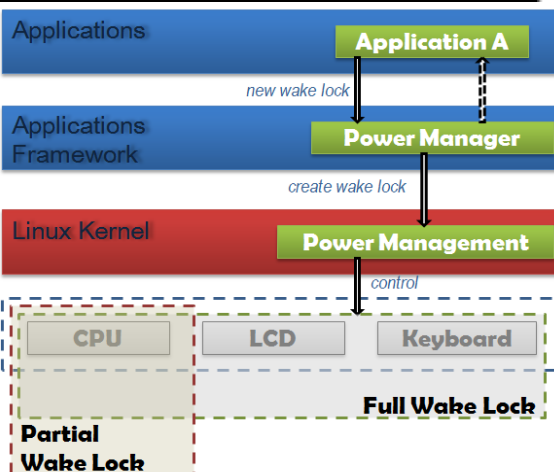 Applications
Application A
new wake lock
Applications
Framework
Power Manager
create wake lock
Linux Kernel
Power Management
control
CPU
LCD
Keyboard
Full Wake Lock
Partial
Wake Lock